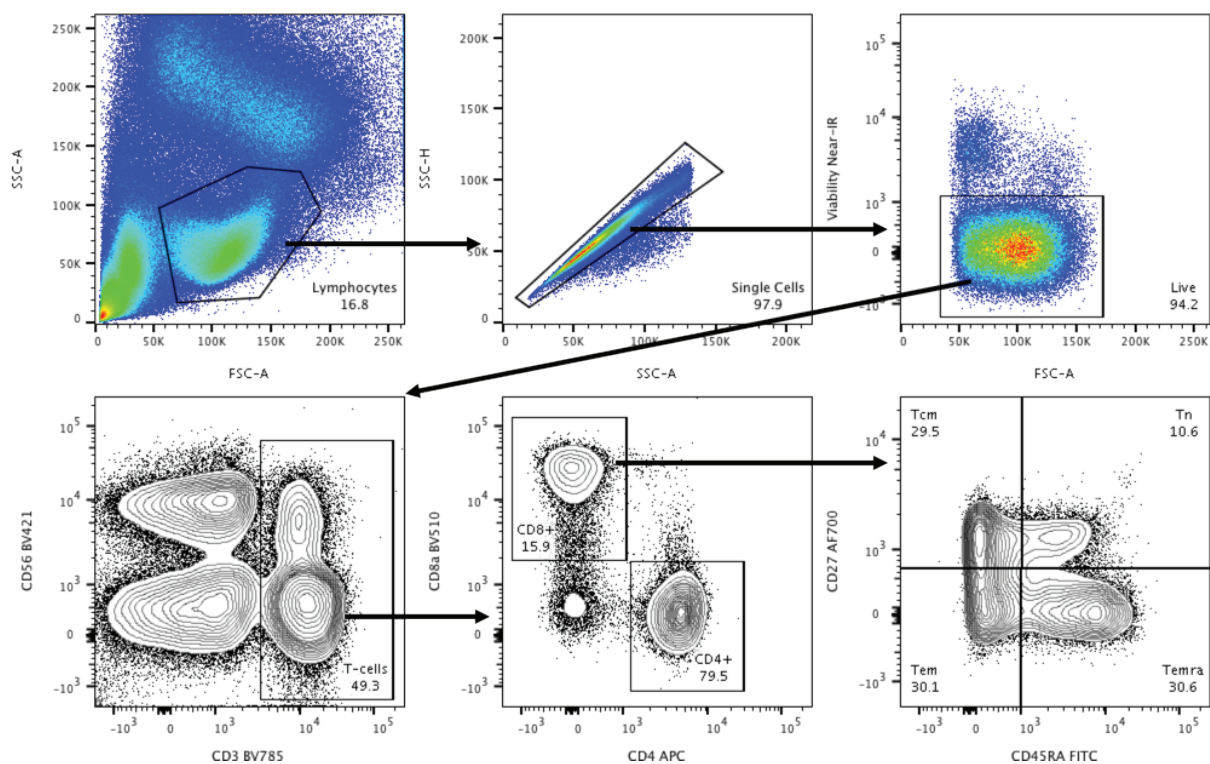 250K
200K
150K
100K
50K
0
SSC-A
Lymphocytes
16.8
0
50K
100K
150K
200K
250K
FSC-A
200K
150K
100K
50K
0
SSC-H
Single Cells
97.9
0
50K
100K
150K
200K
SSC-A
10^5
10^4
10^3
0
-10^3
Viability Near-IR
Live
94.2
0
50K
100K
150K
200K
250K
FSC-A
10^5
10^4
10^3
0
-10^3
CD56 BV421
T-cells
49.3
-10^3
0
10^3
10^4
10^5
CD3 BV785
10^5
10^4
10^3
0
-10^3
CD8a BV510
CD8+
15.9
CD4+
79.5
-10^3
0
10^3
10^4
10^5
CD4 APC
10^4
10^3
0
-10^3
CD27 AF700
Tcm
29.5
Tn
10.6
Tem
30.1
Temra
30.6
-10^3
0
10^3
10^4
10^5
CD45RA FITC